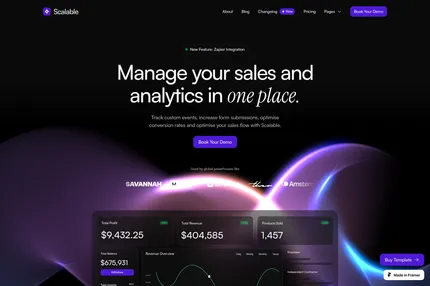 Scalable
About
Blog
Changelog
New
Pricing
Pages
Book Your Demo
New Feature: Zapier Integration
Manage your sales and
analytics in one place.
Track custom events, increase form submissions, optimise
conversion rates and optimise your sales flow with Scalable.
Book Your Demo
Used by global powerhouses like
SAVANNAH
Amster
Total Profit
$9,432.25
Total Revenue
$404,585
Products Sold
1,457
Total Balance
$675,931
Revenue Overview
Buy Template
Made in Framer